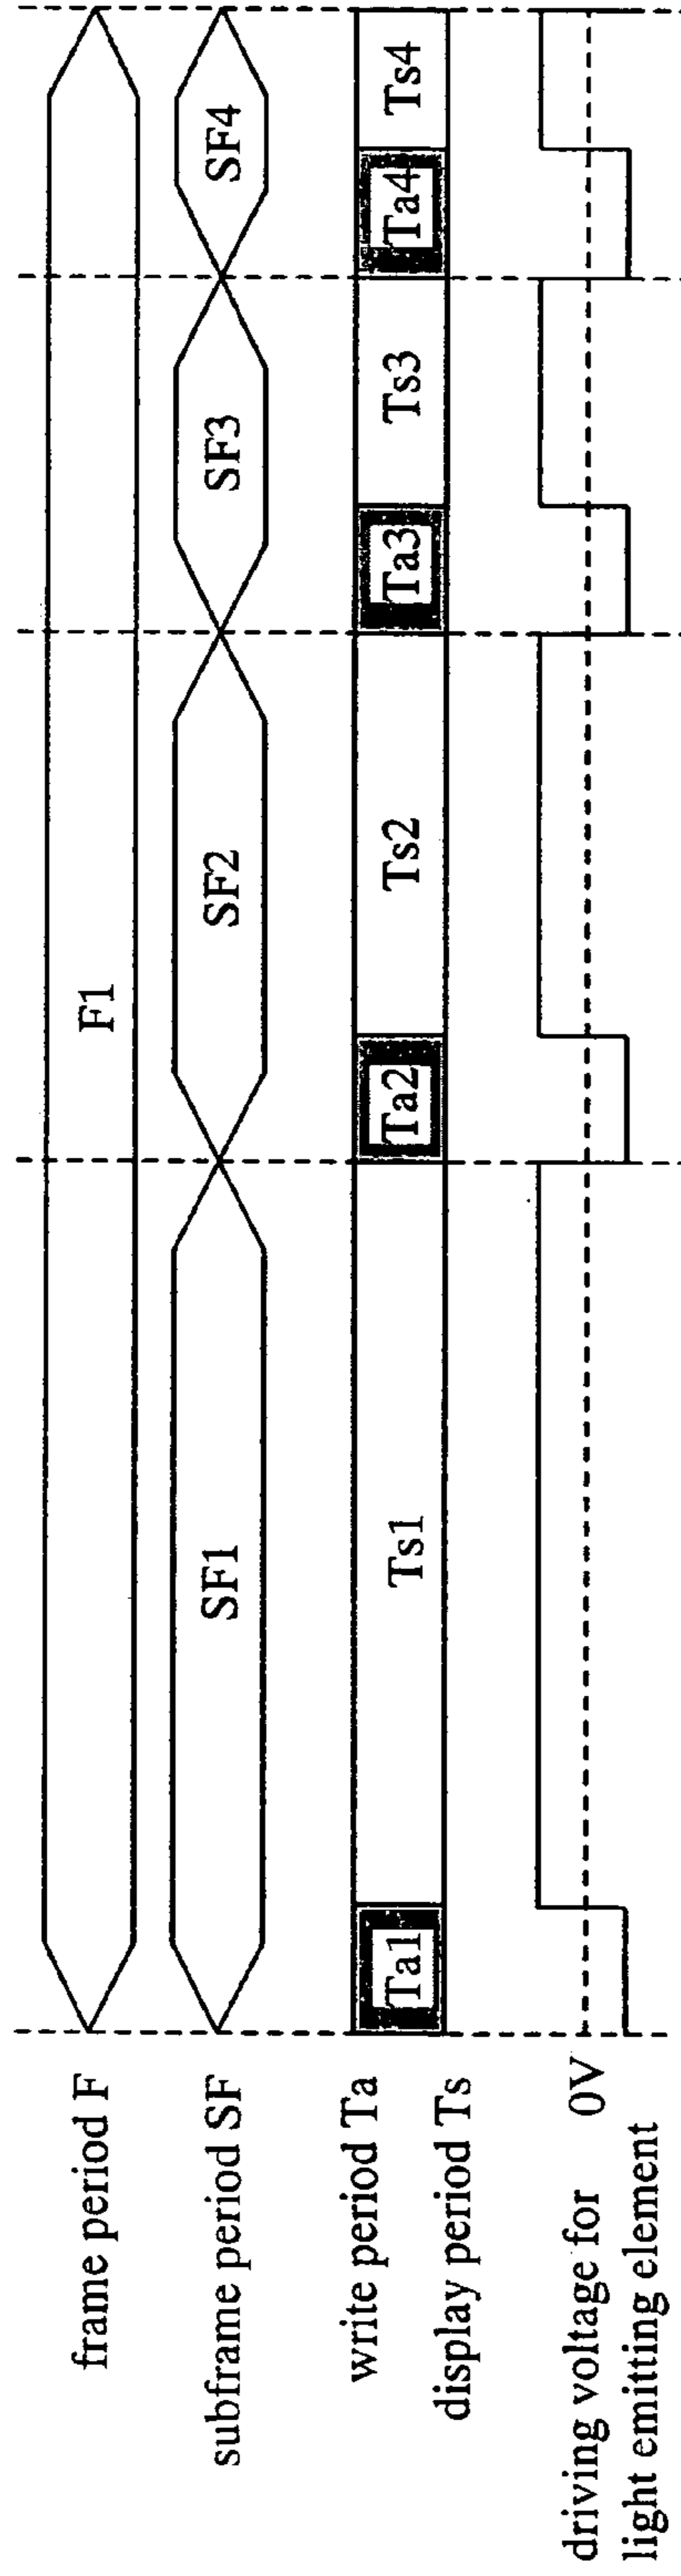 frame period F
F1
subframe period SF
SF1
SF2
SF3
SF4
write period Ta
display period Ts
Ta1
Ts1
Ta2
Ts2
Ta3
Ts3
Ta4
Ts4
driving voltage for
light emitting element
0V